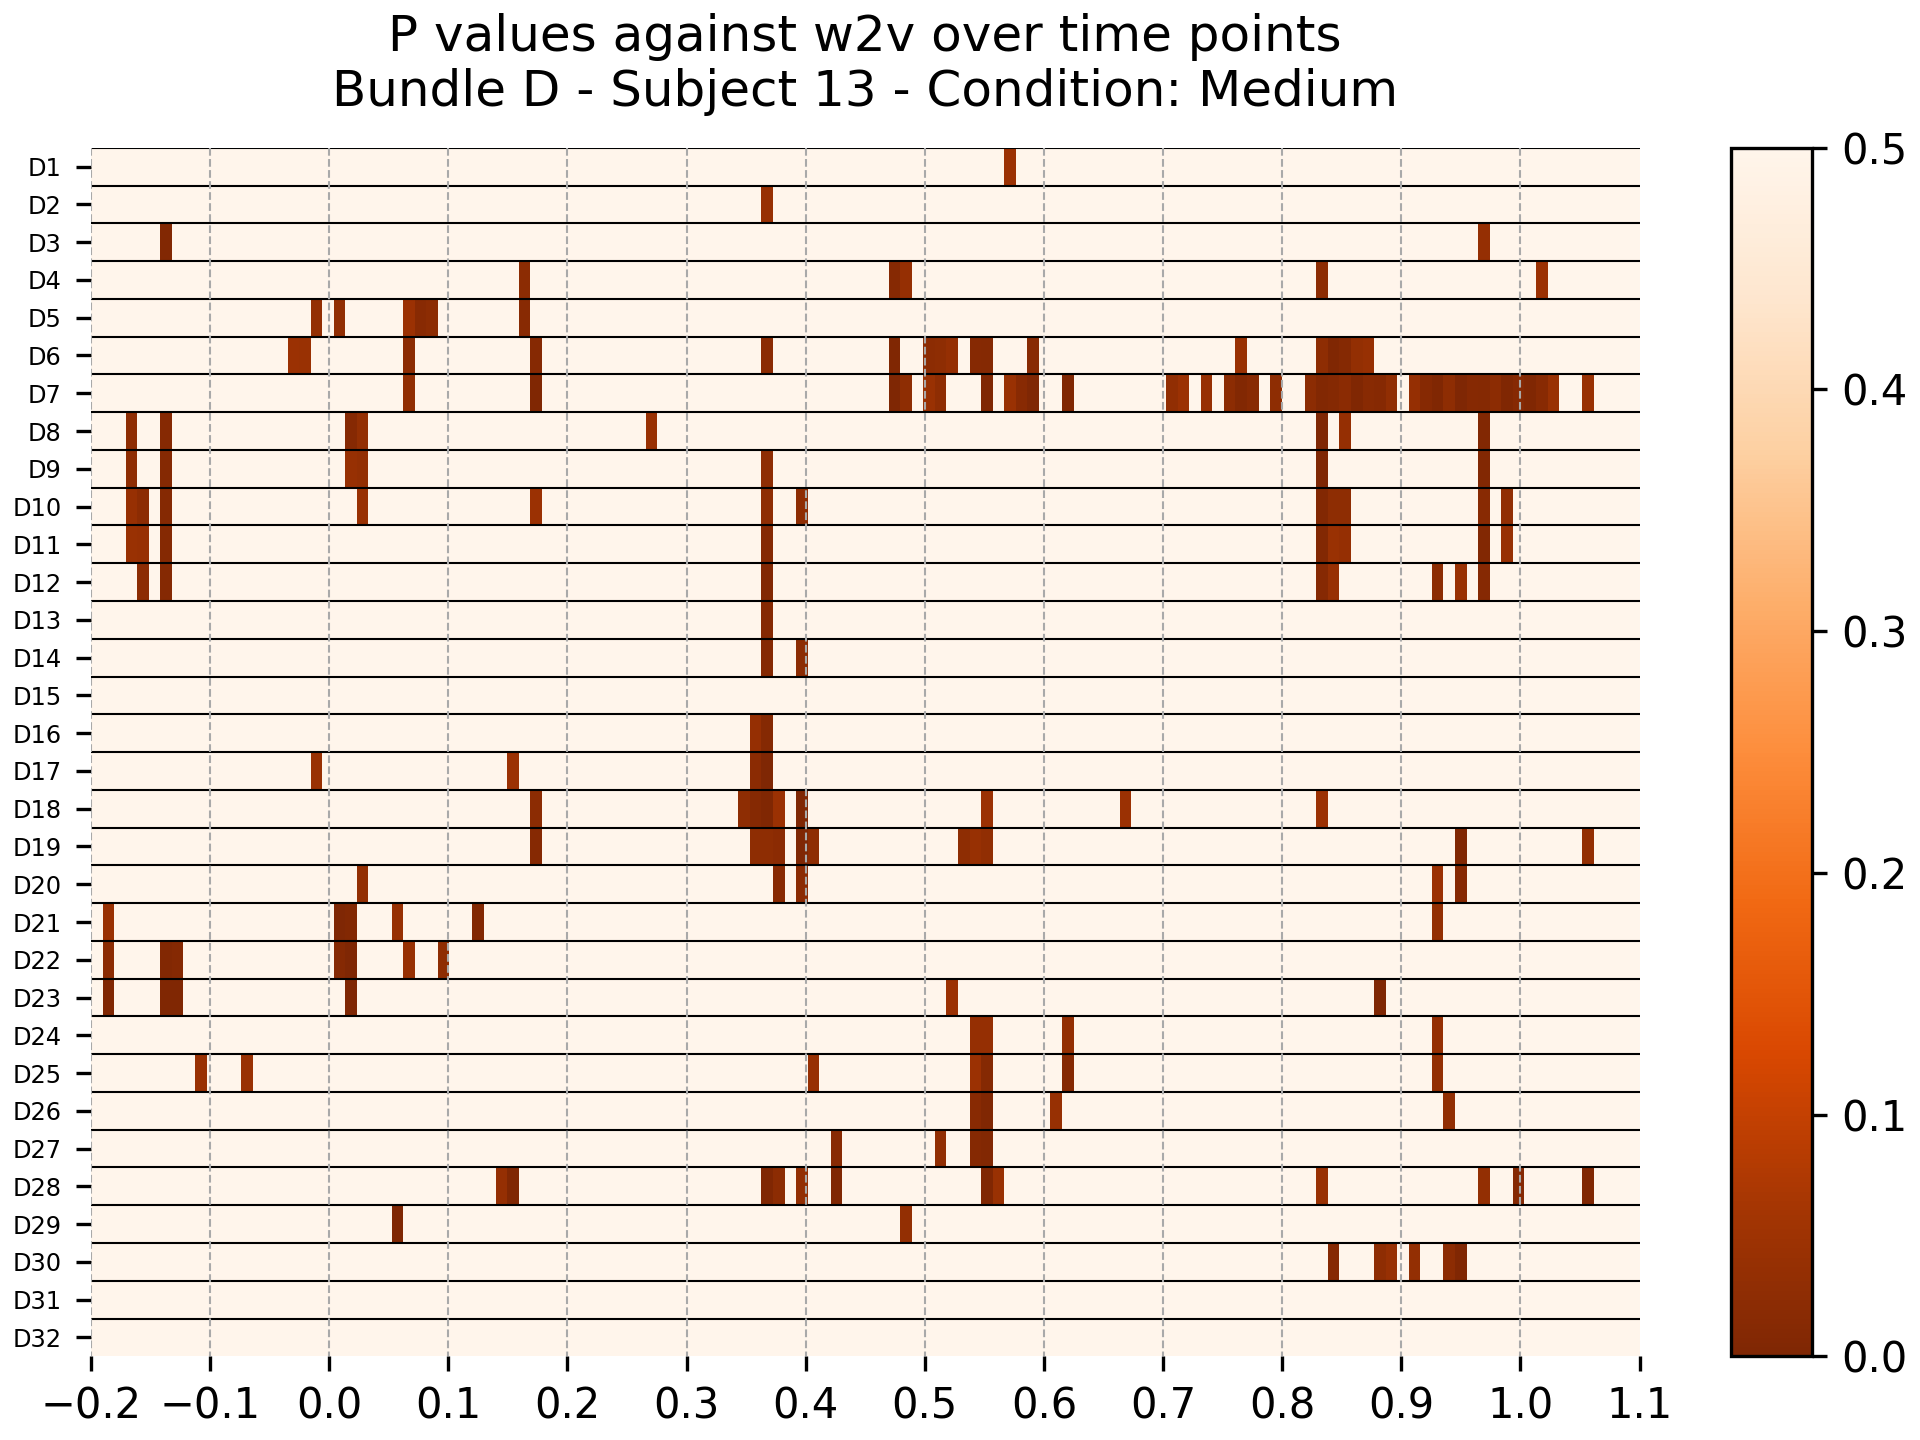 P values against w2v over time points
Bundle D - Subject 13 - Condition: Medium
D1
D2
D3
D4
D5
D6
D7
D8
D9
D10
D11
D12
D13
D14
D15
D16
D17
D18
D19
D20
D21
D22
D23
D24
D25
D26
D27
D28
D29
D30
D31
D32
−0.2 −0.1 0.0 0.1 0.2 0.3 0.4 0.5 0.6 0.7 0.8 0.9 1.0 1.1
0.5
0.4
0.3
0.2
0.1
0.0